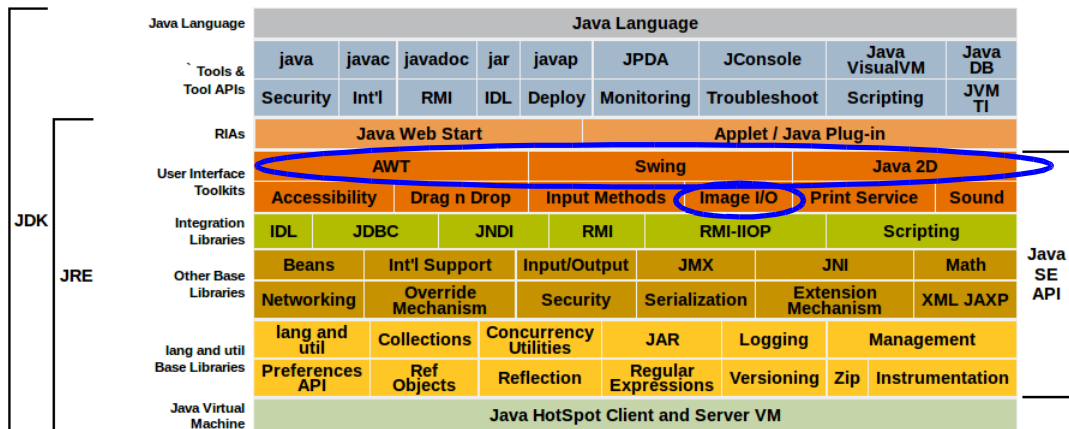 Java Language
Java Language
` Tools &
Tool APIs
java javac javadoc jar javap JPDA JConsole Java VisualVM Java DB
Security Int'l RMI IDL Deploy Monitoring Troubleshoot Scripting JVM TI
RIAs
Java Web Start Applet / Java Plug-in
User Interface
Toolkits
AWT Swing Java 2D
Accessibility Drag n Drop Input Methods Image I/O Print Service Sound
Integration
Libraries
IDL JDBC JNDI RMI RMI-IIOP Scripting
Other Base
Libraries
Beans Int'l Support Input/Output JMX JNI Math
Networking Override Mechanism Security Serialization Extension Mechanism XML JAXP
lang and util
Base Libraries
lang and util Collections Concurrency Utilities JAR Logging Management
Preferences API Ref Objects Reflection Regular Expressions Versioning Zip Instrumentation
Java Virtual
Machine
Java HotSpot Client and Server VM
JDK
JRE
Java
SE
API